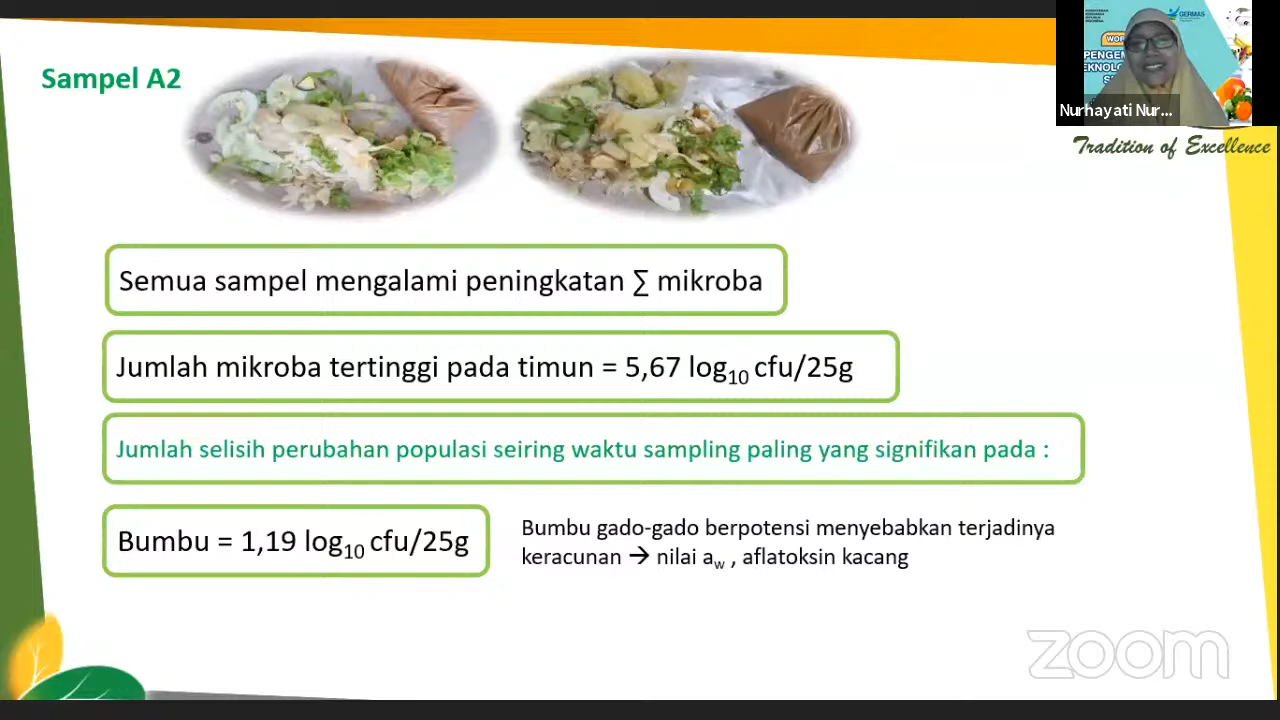 Sampel A2
GERMAS
Nurhayati Nur...
Tradition of Excellence
Semua sampel mengalami peningkatan ∑ mikroba
Jumlah mikroba tertinggi pada timun = 5,67 log10 cfu/25g
Jumlah selisih perubahan populasi seiring waktu sampling paling yang signifikan pada :
Bumbu = 1,19 log10 cfu/25g
Bumbu gado-gado berpotensi menyebabkan terjadinya
keracunan → nilai aw , aflatoksin kacang
zoom